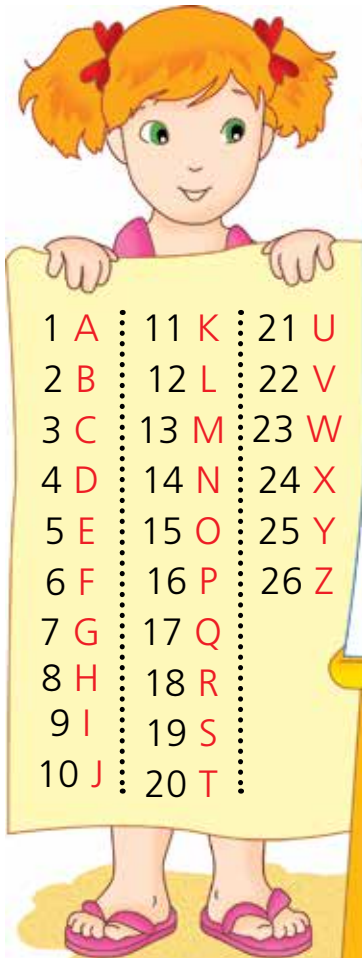 1 A
2 B
3 C
4 D
5 E
6 F
7 G
8 H
9 I
10 J
11 K
12 L
13 M
14 N
15 O
16 P
17 Q
18 R
19 S
20 T
21 U
22 V
23 W
24 X
25 Y
26 Z